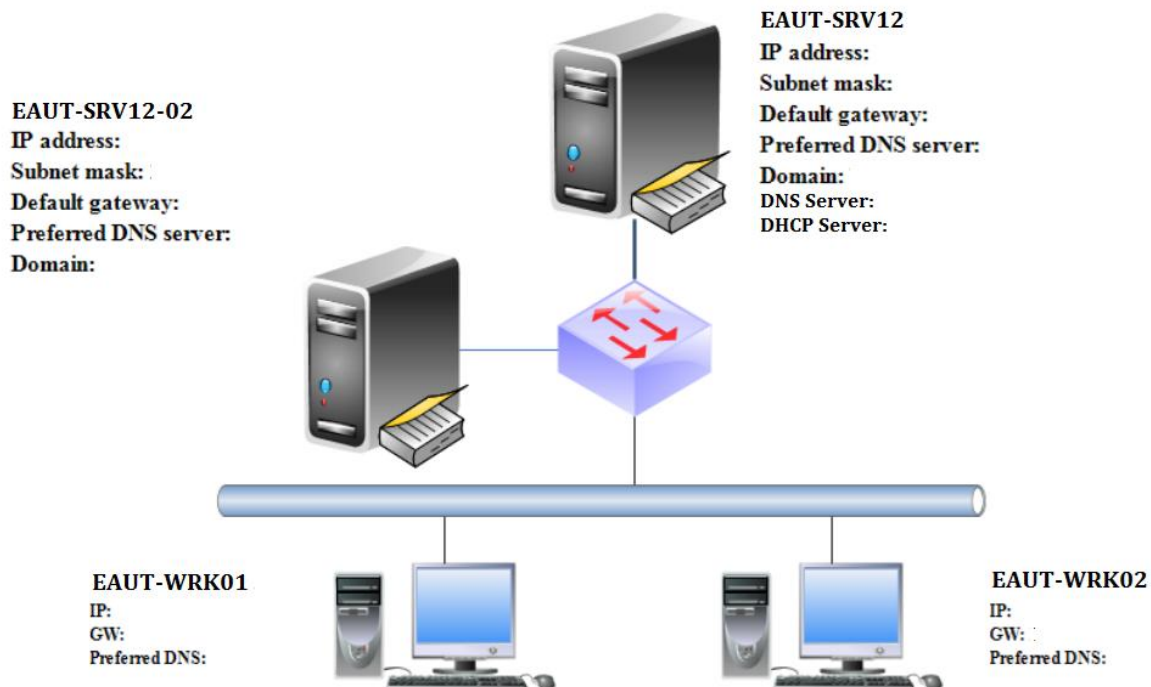 EAUT-SRV12
IP address:
Subnet mask:
Default gateway:
Preferred DNS server:
Domain:
DNS Server:
DHCP Server:
EAUT-SRV12-02
IP address:
Subnet mask:
Default gateway:
Preferred DNS server:
Domain:
EAUT-WRK01
IP:
GW:
Preferred DNS:
EAUT-WRK02
IP:
GW:
Preferred DNS: